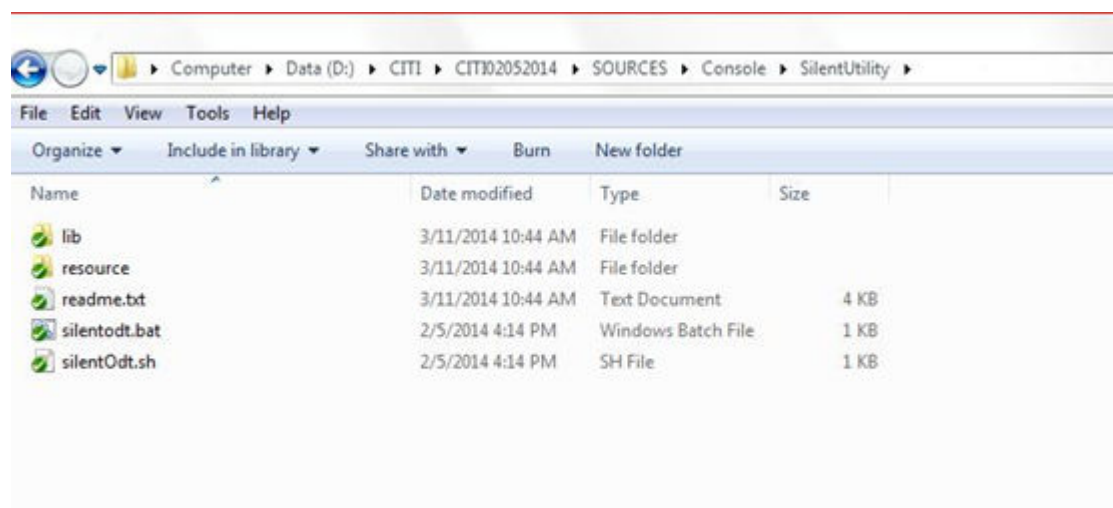 Computer Data (D:) CITI CITI02052014 SOURCES Console SilentUtility
File Edit View Tools Help
Organize Include in library Share with Burn New folder
Name Date modified Type Size
lib 3/11/2014 10:44 AM File folder
resource 3/11/2014 10:44 AM File folder
readme.txt 3/11/2014 10:44 AM Text Document 4 KB
silentodt.bat 2/5/2014 4:14 PM Windows Batch File 1 KB
silentOdt.sh 2/5/2014 4:14 PM SH File 1 KB